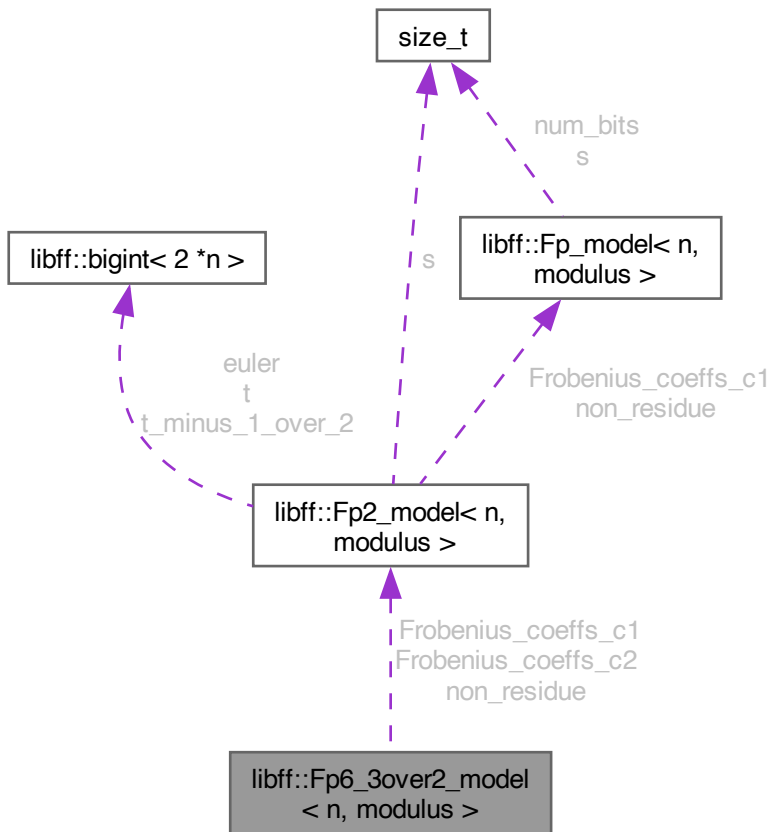 size_t
num_bits
s
libff::bigint< 2 *n >
s
libff::Fp_model< n,
modulus >
euler
t
t_minus_1_over_2
Frobenius_coeffs_c1
non_residue
libff::Fp2_model< n,
modulus >
Frobenius_coeffs_c1
Frobenius_coeffs_c2
non_residue
libff::Fp6_3over2_model
< n, modulus >